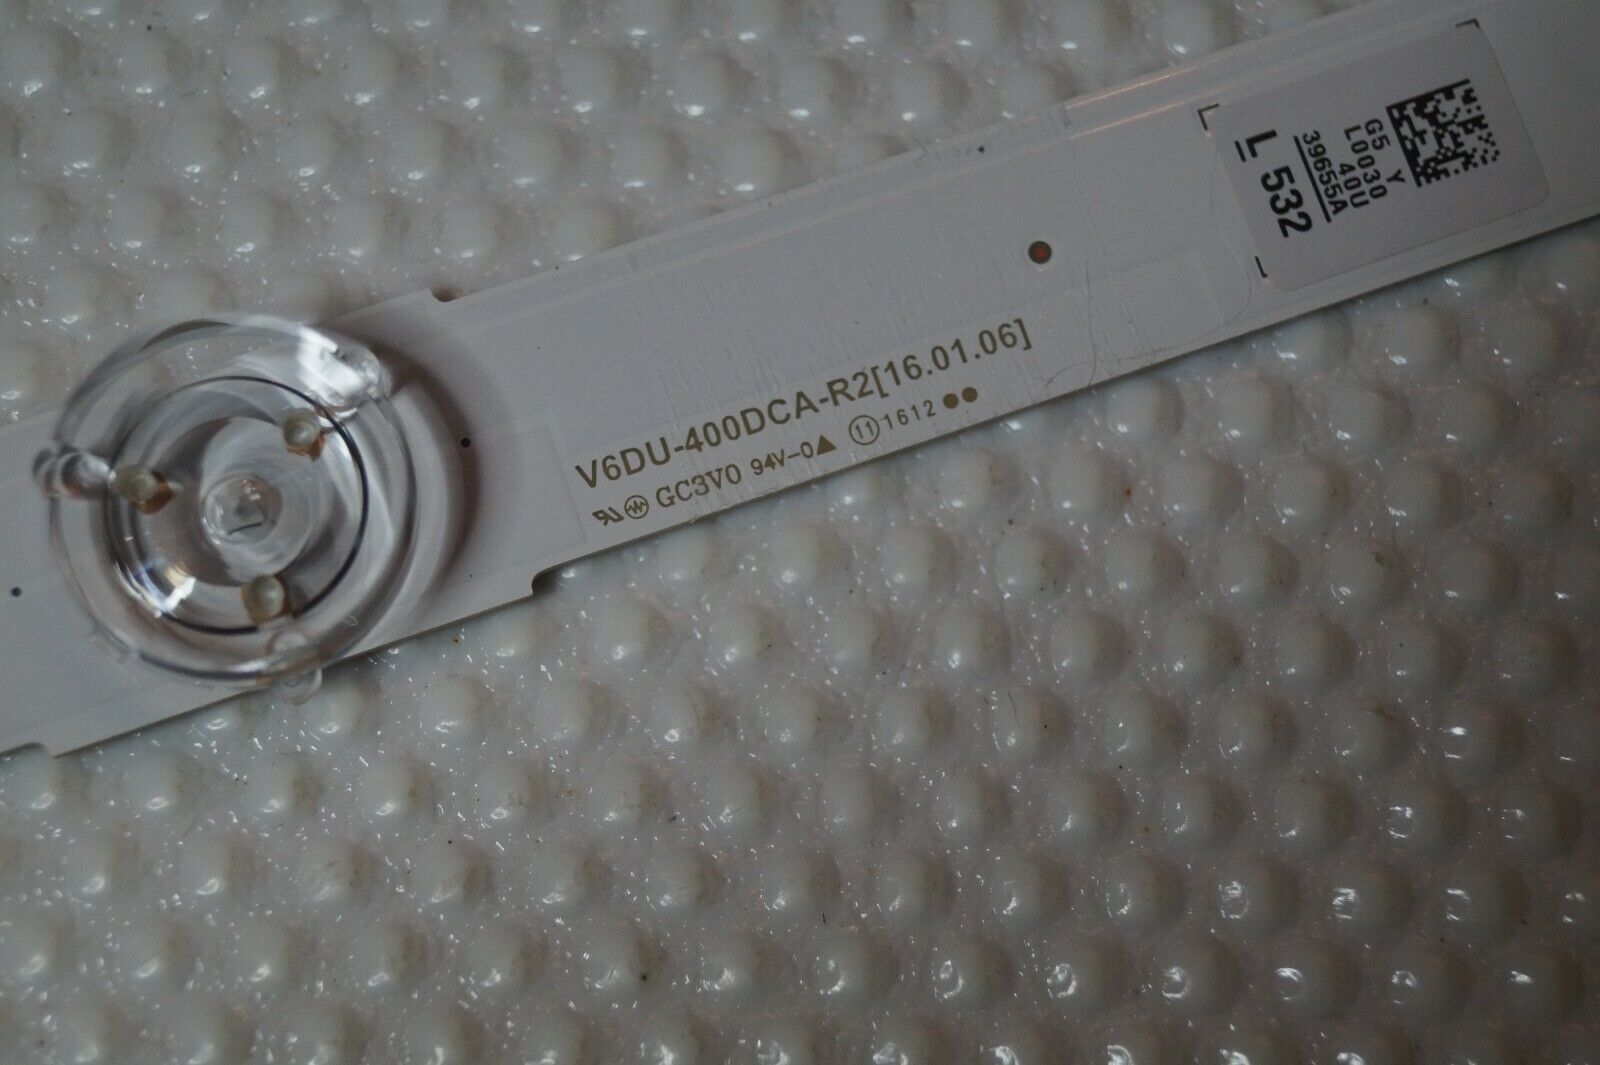 V6DU-400DCA-R2[16.01.06]
GC3V0 94V-0 11 1612
G5 Y
L0030
40U
39655A
L 532